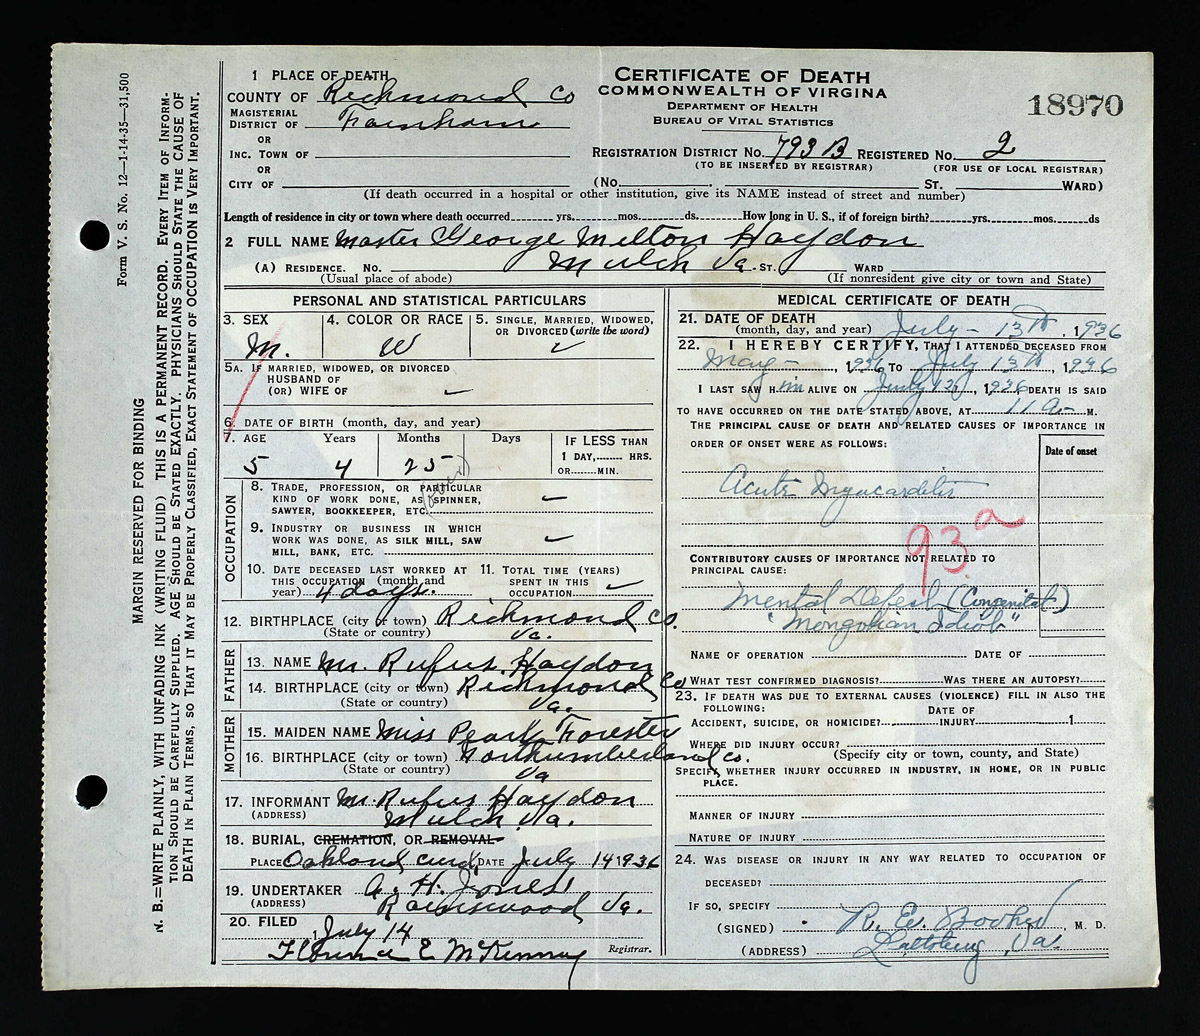 Form V. S. No. 12—1-14-35—31,500
MARGIN RESERVED FOR BINDING
N. B.=WRITE PLAINLY, WITH UNFADING INK (WRITING FLUID) THIS IS A PERMANENT RECORD. EVERY ITEM OF INFORM-
TION SHOULD BE CAREFULLY SUPPLIED. AGE SHOULD BE STATED EXACTLY. PHYSICIANS SHOULD STATE THE CAUSE OF
DEATH IN PLAIN TERMS, SO THAT IT MAY BE PROPERLY CLASSIFIED, EXACT STATEMENT OF OCCUPATION IS VERY IMPORTANT.
CERTIFICATE OF DEATH
COMMONWEALTH OF VIRGINA
DEPARTMENT OF HEALTH
BUREAU OF VITAL STATISTICS
18970
1 PLACE OF DEATH
COUNTY OF Richmond Co
MAGISTERIAL
DISTRICT OF Farnham
OR
INC. TOWN OF
OR
CITY OF (No. ST. WARD)
REGISTRATION DISTRICT No. 793 B REGISTERED No. 2
(TO BE INSERTED BY REGISTRAR) (FOR USE OF LOCAL REGISTRAR)
(If death occurred in a hospital or other institution, give its NAME instead of street and number)
Length of residence in city or town where death occurred yrs. mos. ds. How long in U. S., if of foreign birth? yrs. mos. ds
2 FULL NAME Master George Melton Haydon
(A) RESIDENCE. No. Mulch Va. ST. WARD
(Usual place of abode) (If nonresident give city or town and State)
PERSONAL AND STATISTICAL PARTICULARS
3. SEX
M.
4. COLOR OR RACE
W
5. SINGLE, MARRIED, WIDOWED,
OR DIVORCED (write the word)
5A. IF MARRIED, WIDOWED, OR DIVORCED
HUSBAND OF
(OR) WIFE OF
6. DATE OF BIRTH (month, day, and year)
7. AGE Years Months Days IF LESS THAN
1 DAY, HRS.
OR MIN.
5 4 25
8. TRADE, PROFESSION, OR PARTICULAR
KIND OF WORK DONE, AS SPINNER,
SAWYER, BOOKKEEPER, ETC.
OCCUPATION
9. INDUSTRY OR BUSINESS IN WHICH
WORK WAS DONE, AS SILK MILL, SAW
MILL, BANK, ETC.
10. DATE DECEASED LAST WORKED AT
THIS OCCUPATION (month and
year) 4 days.
11. TOTAL TIME (YEARS)
SPENT IN THIS
OCCUPATION
12. BIRTHPLACE (city or town) Richmond Co.
(State or country) Va.
FATHER
13. NAME Mr. Rufus Haydon
14. BIRTHPLACE (city or town) Richmond Co
(State or country) Va.
MOTHER
15. MAIDEN NAME Miss Pearl Forester
16. BIRTHPLACE (city or town) Northumberland Co.
(State or country) Va
17. INFORMANT Mr. Rufus Haydon
(ADDRESS) Mulch Va.
18. BURIAL, CREMATION, OR REMOVAL
PLACE Oakland DATE July 14 1936
19. UNDERTAKER A. H. Jones
(ADDRESS) Va.
20. FILED July 14 1
Florence E McKenney Registrar.
MEDICAL CERTIFICATE OF DEATH
21. DATE OF DEATH
(month, day, and year) July - 13th, 1936
22. I HEREBY CERTIFY, THAT I ATTENDED DECEASED FROM
May -, 1936 TO July 13th, 1936
I LAST SAW H im ALIVE ON July 13, 1936 DEATH IS SAID
TO HAVE OCCURRED ON THE DATE STATED ABOVE, AT 11 a- M.
THE PRINCIPAL CAUSE OF DEATH AND RELATED CAUSES OF IMPORTANCE IN
ORDER OF ONSET WERE AS FOLLOWS:
Date of onset
Acute Myocarditis
93a
CONTRIBUTORY CAUSES OF IMPORTANCE NOT RELATED TO
PRINCIPAL CAUSE:
Mental Defect (Congenital)
"Mongolian Idiot"
NAME OF OPERATION DATE OF
WHAT TEST CONFIRMED DIAGNOSIS? WAS THERE AN AUTOPSY?
23. IF DEATH WAS DUE TO EXTERNAL CAUSES (VIOLENCE) FILL IN ALSO THE
FOLLOWING:
ACCIDENT, SUICIDE, OR HOMICIDE? DATE OF
INJURY 1
WHERE DID INJURY OCCUR?
(Specify city or town, county, and State)
SPECIFY WHETHER INJURY OCCURRED IN INDUSTRY, IN HOME, OR IN PUBLIC
PLACE.
MANNER OF INJURY
NATURE OF INJURY
24. WAS DISEASE OR INJURY IN ANY WAY RELATED TO OCCUPATION OF
DECEASED?
IF SO, SPECIFY
(SIGNED) R. E. Booker, M. D.
(ADDRESS) Va.